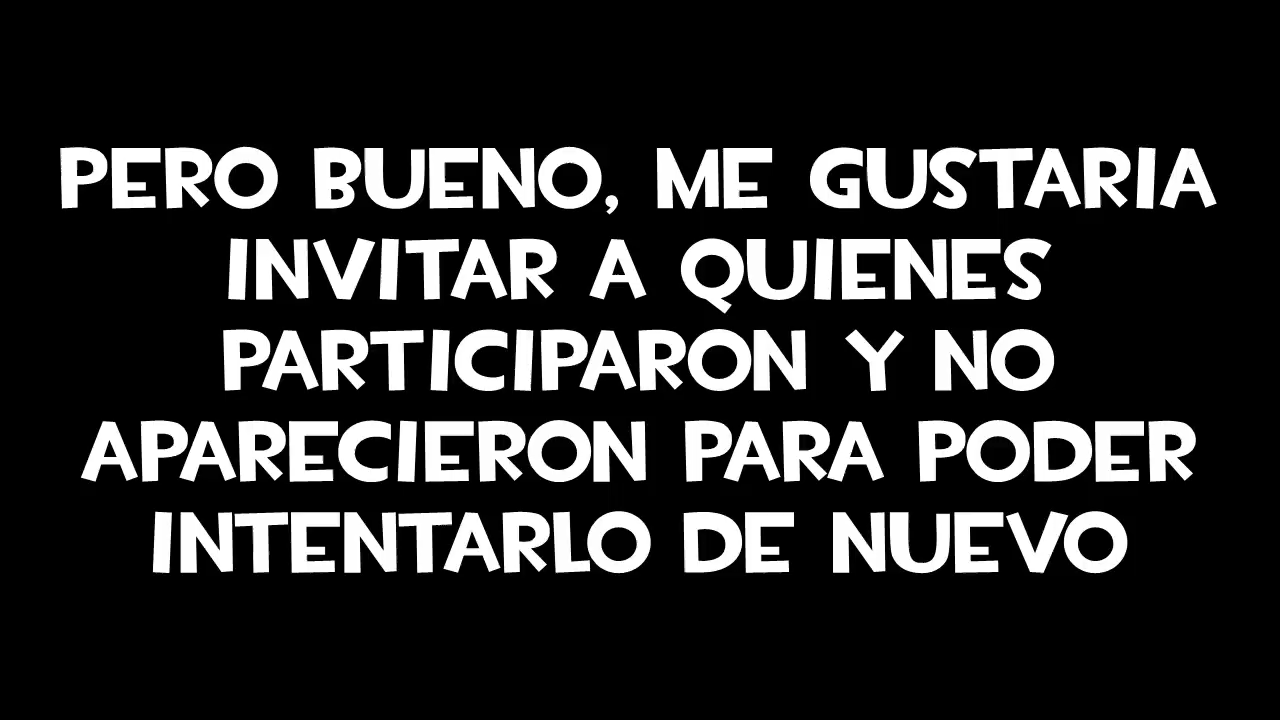 PERO BUENO, ME GUSTARIA
INVITAR A QUIENES
PARTICIPARON Y NO
APARECIERON PARA PODER
INTENTARLO DE NUEVO